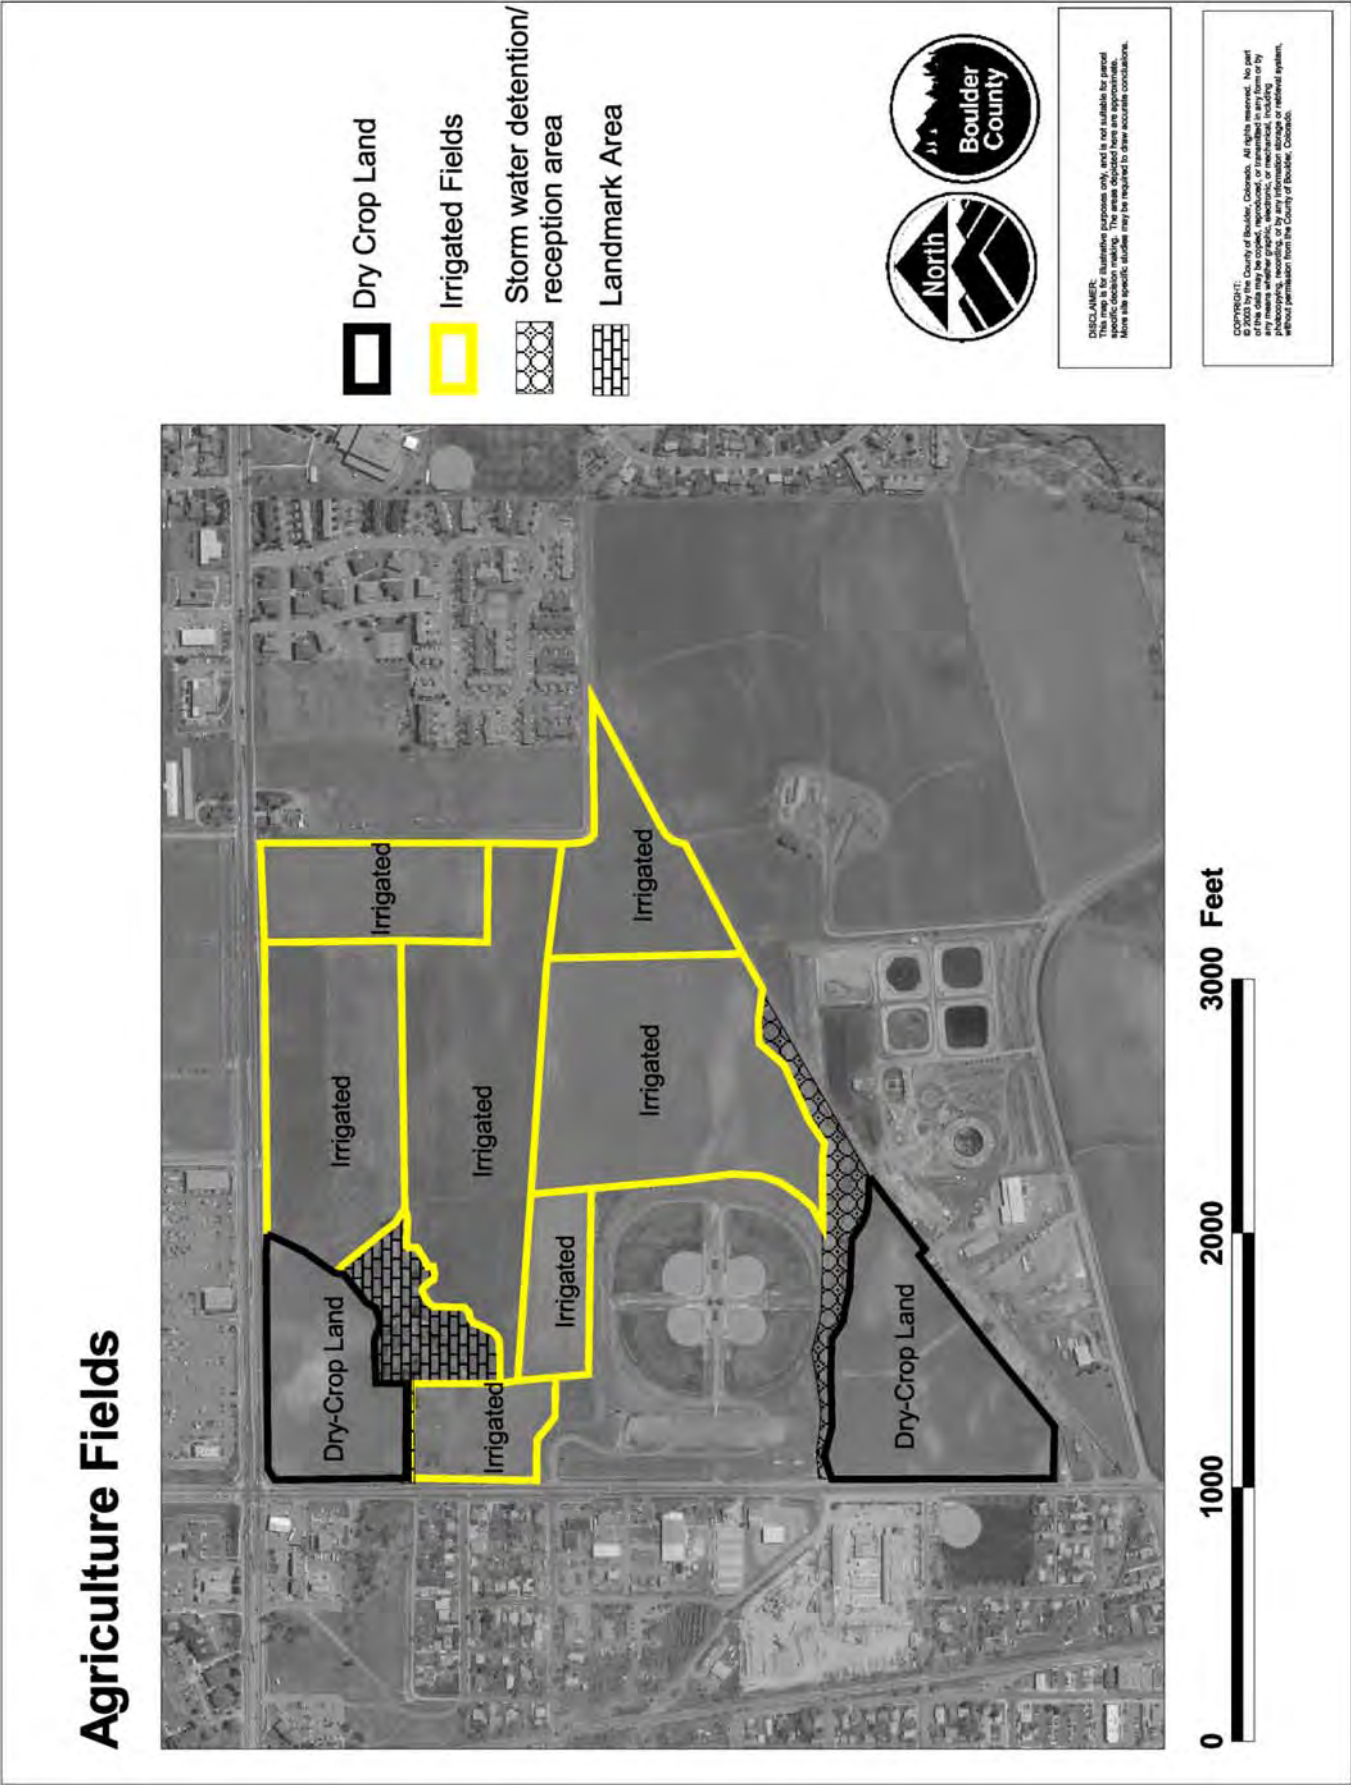 Agriculture Fields
Dry Crop Land
Irrigated Fields
Storm water detention/
reception area
Landmark Area
Irrigated
Irrigated
Irrigated
Irrigated
Irrigated
Irrigated
Irrigated
Dry-Crop Land
Dry-Crop Land
North
Boulder
County
DISCLAIMER:
This map is for illustrative purposes only, and is not suitable for parcel
specific decision making. The areas depicted here are approximate.
More site specific studies may be required to draw accurate conclusions.
COPYRIGHT:
© 2003 by the County of Boulder, Colorado. All rights reserved. No part
of this data may be copied, reproduced, or transmitted in any form or by
any means whether graphic, electronic, or mechanical, including
photocopying, recording, or by any information storage or retrieval system,
without permission from the County of Boulder, Colorado.
0 1000 2000 3000 Feet